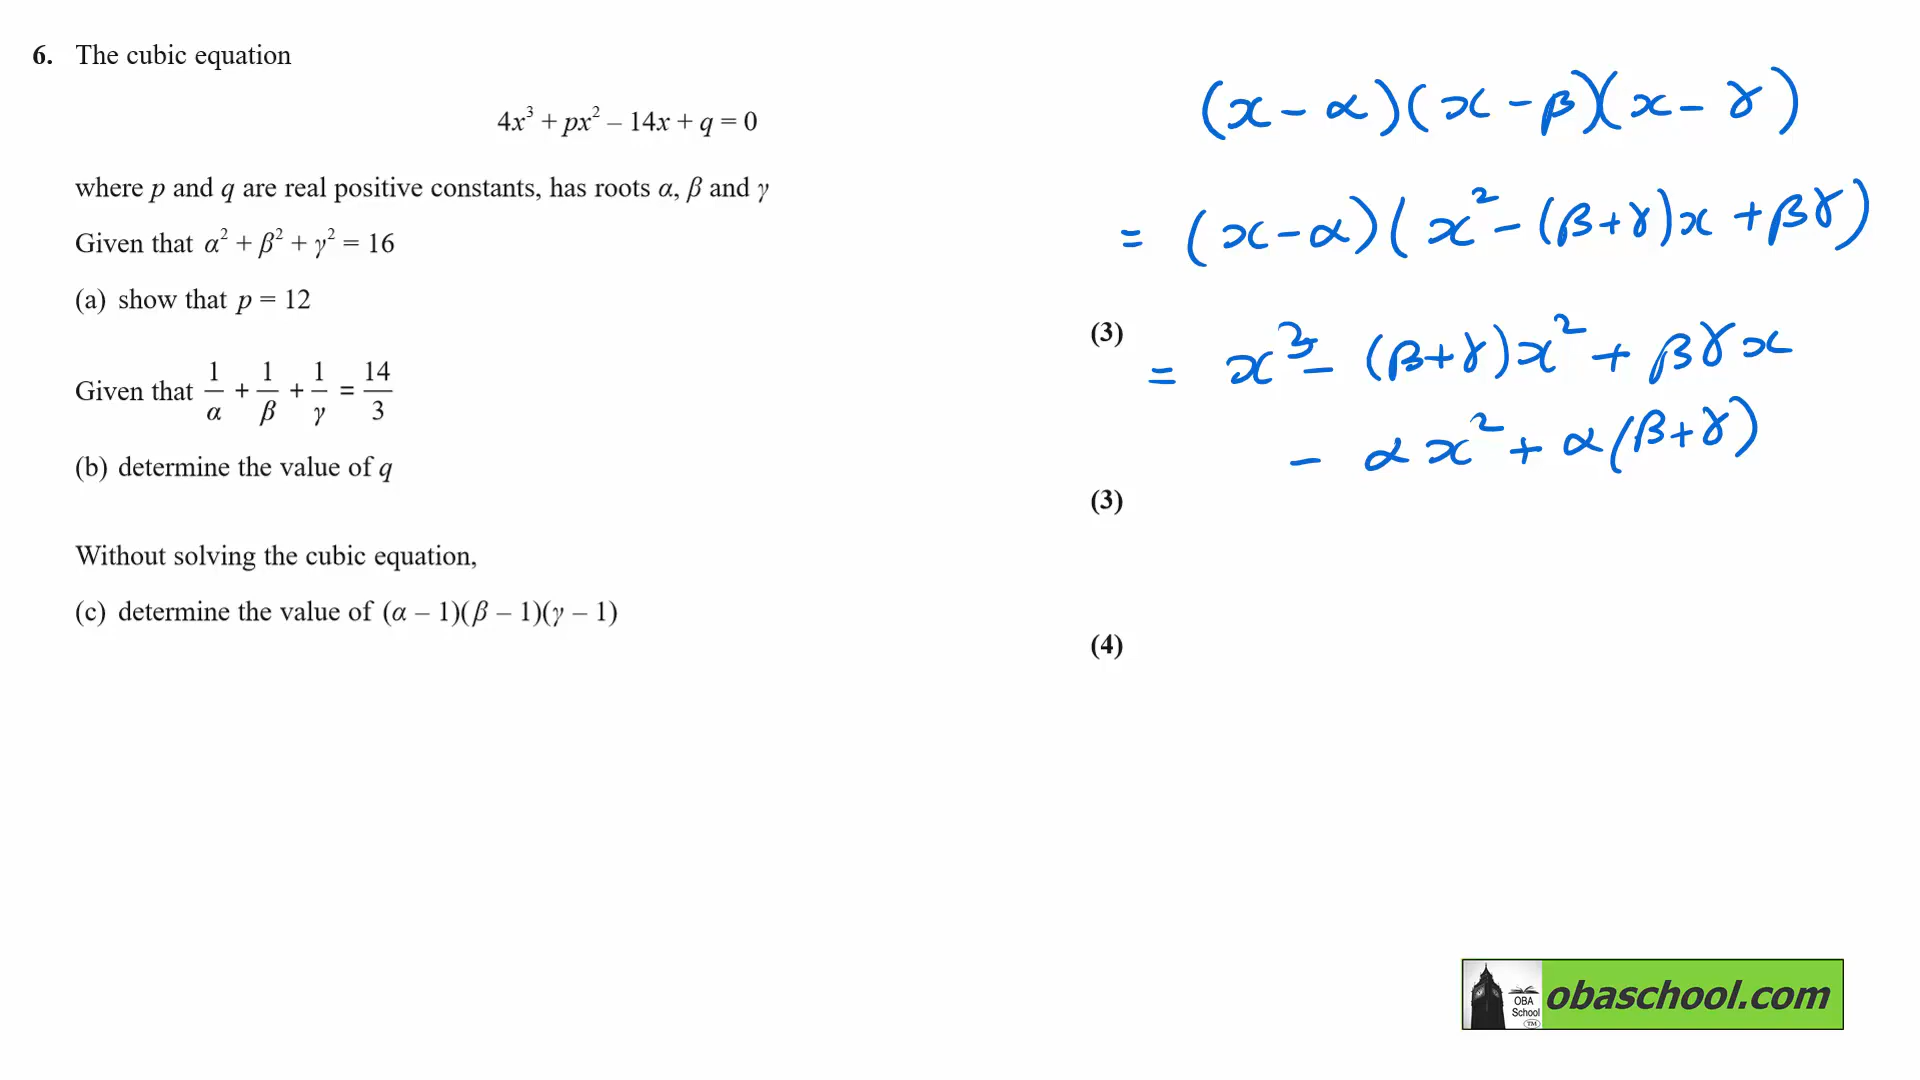 6. The cubic equation
4x³ + px² – 14x + q = 0
where p and q are real positive constants, has roots α, β and γ
Given that α² + β² + γ² = 16
(a) show that p = 12
(3)
Given that 1/α + 1/β + 1/γ = 14/3
(b) determine the value of q
(3)
Without solving the cubic equation,
(c) determine the value of (α – 1)(β – 1)(γ – 1)
(4)
(x - α)(x - β)(x - γ)
= (x - α)(x² - (β+γ)x + βγ)
= x³ - (β+γ)x² + βγx
- αx² + α(β+γ)
OBA
School
TM
obaschool.com